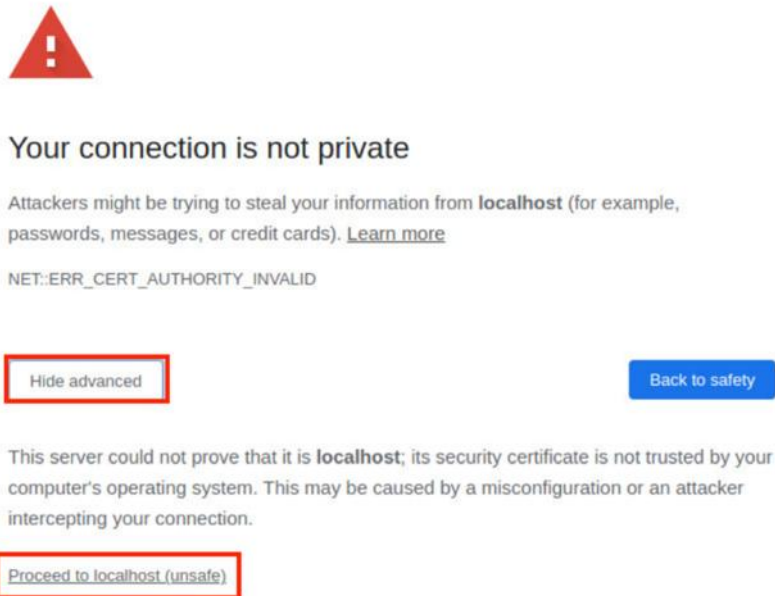 Your connection is not private
Attackers might be trying to steal your information from localhost (for example,
passwords, messages, or credit cards). Learn more
NET::ERR_CERT_AUTHORITY_INVALID
Hide advanced
Back to safety
This server could not prove that it is localhost; its security certificate is not trusted by your
computer's operating system. This may be caused by a misconfiguration or an attacker
intercepting your connection.
Proceed to localhost (unsafe)